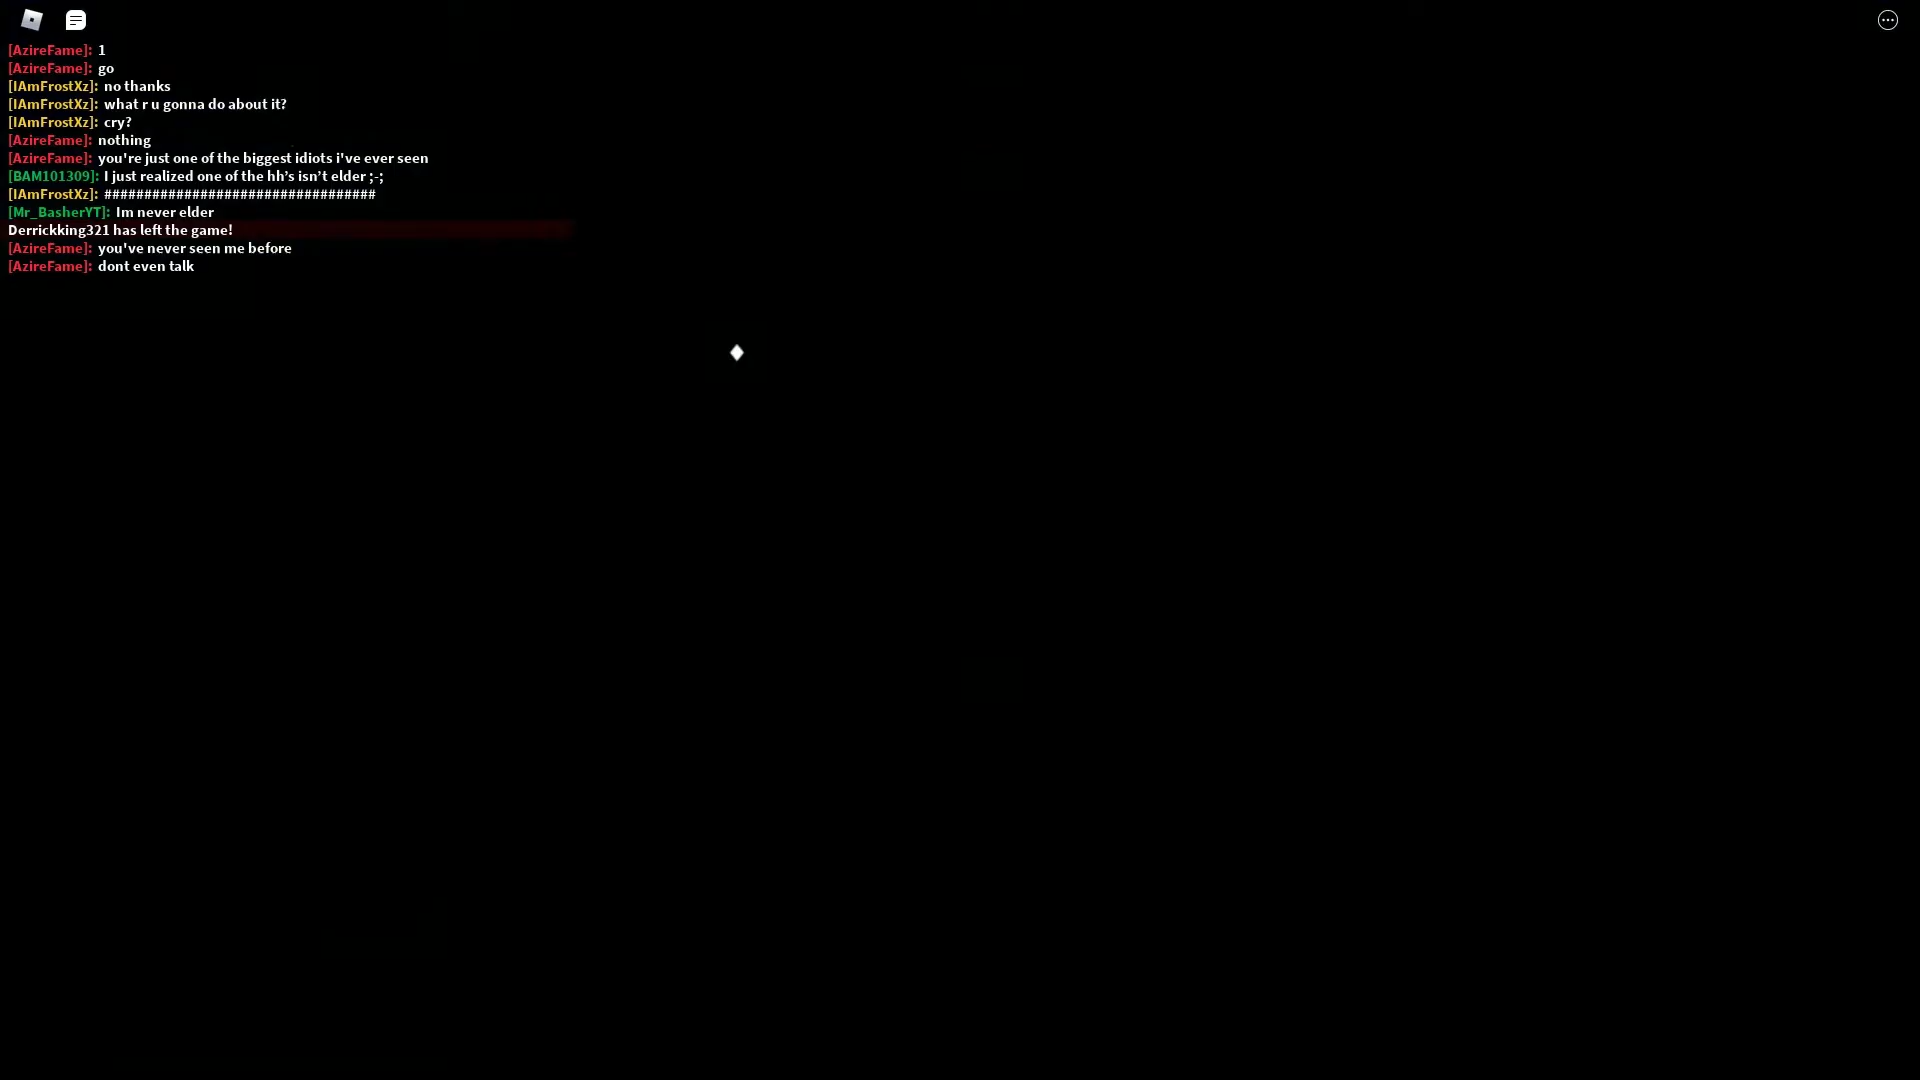 [AzireFame]: 1
[AzireFame]: go
[IAmFrostXz]: no thanks
[IAmFrostXz]: what r u gonna do about it?
[IAmFrostXz]: cry?
[AzireFame]: nothing
[AzireFame]: you're just one of the biggest idiots i've ever seen
[BAM101309]: I just realized one of the hh’s isn’t elder ;-;
[IAmFrostXz]: ##################################
[Mr_BasherYT]: Im never elder
Derrickking321 has left the game!
[AzireFame]: you've never seen me before
[AzireFame]: dont even talk